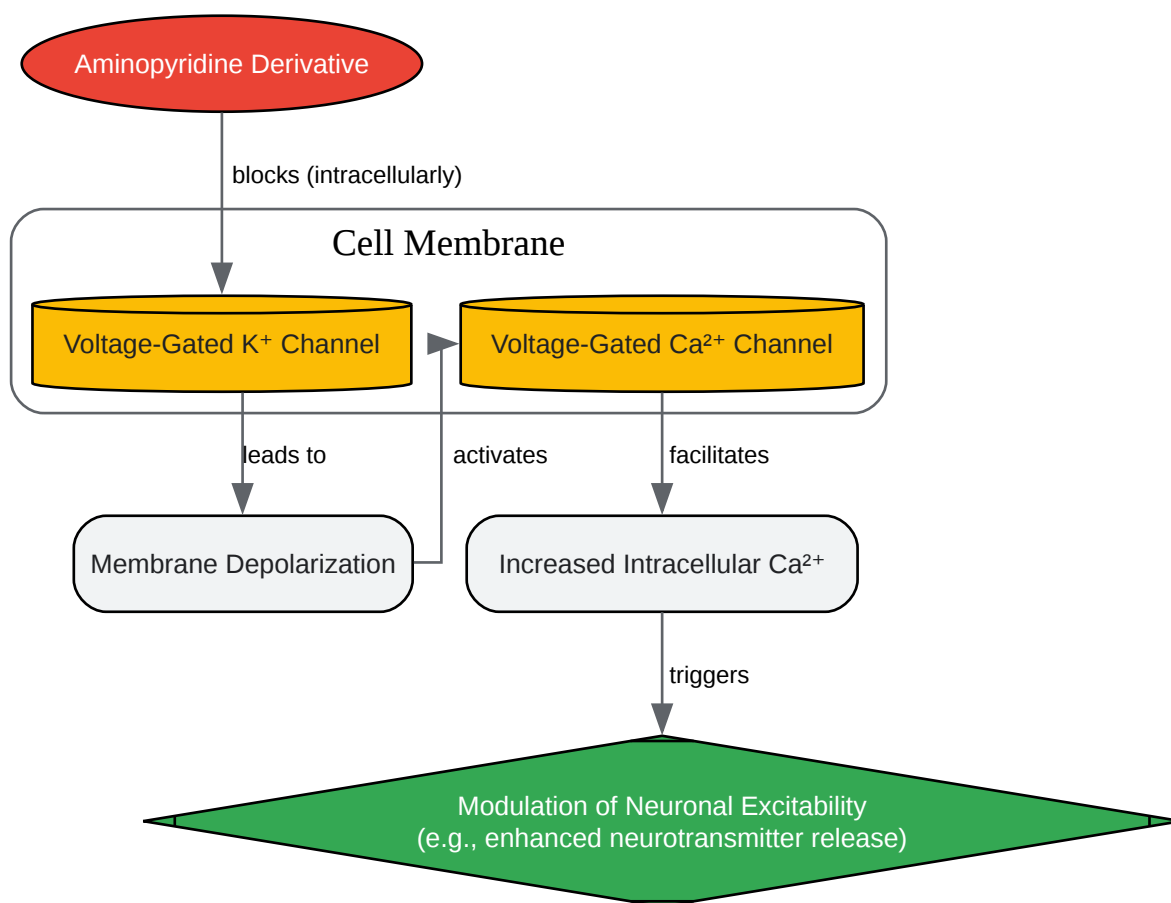 Aminopyridine Derivative
blocks (intracellularly)
Cell Membrane
Voltage-Gated K⁺ Channel
Voltage-Gated Ca²⁺ Channel
leads to
activates
facilitates
Membrane Depolarization
Increased Intracellular Ca²⁺
triggers
Modulation of Neuronal Excitability
(e.g., enhanced neurotransmitter release)